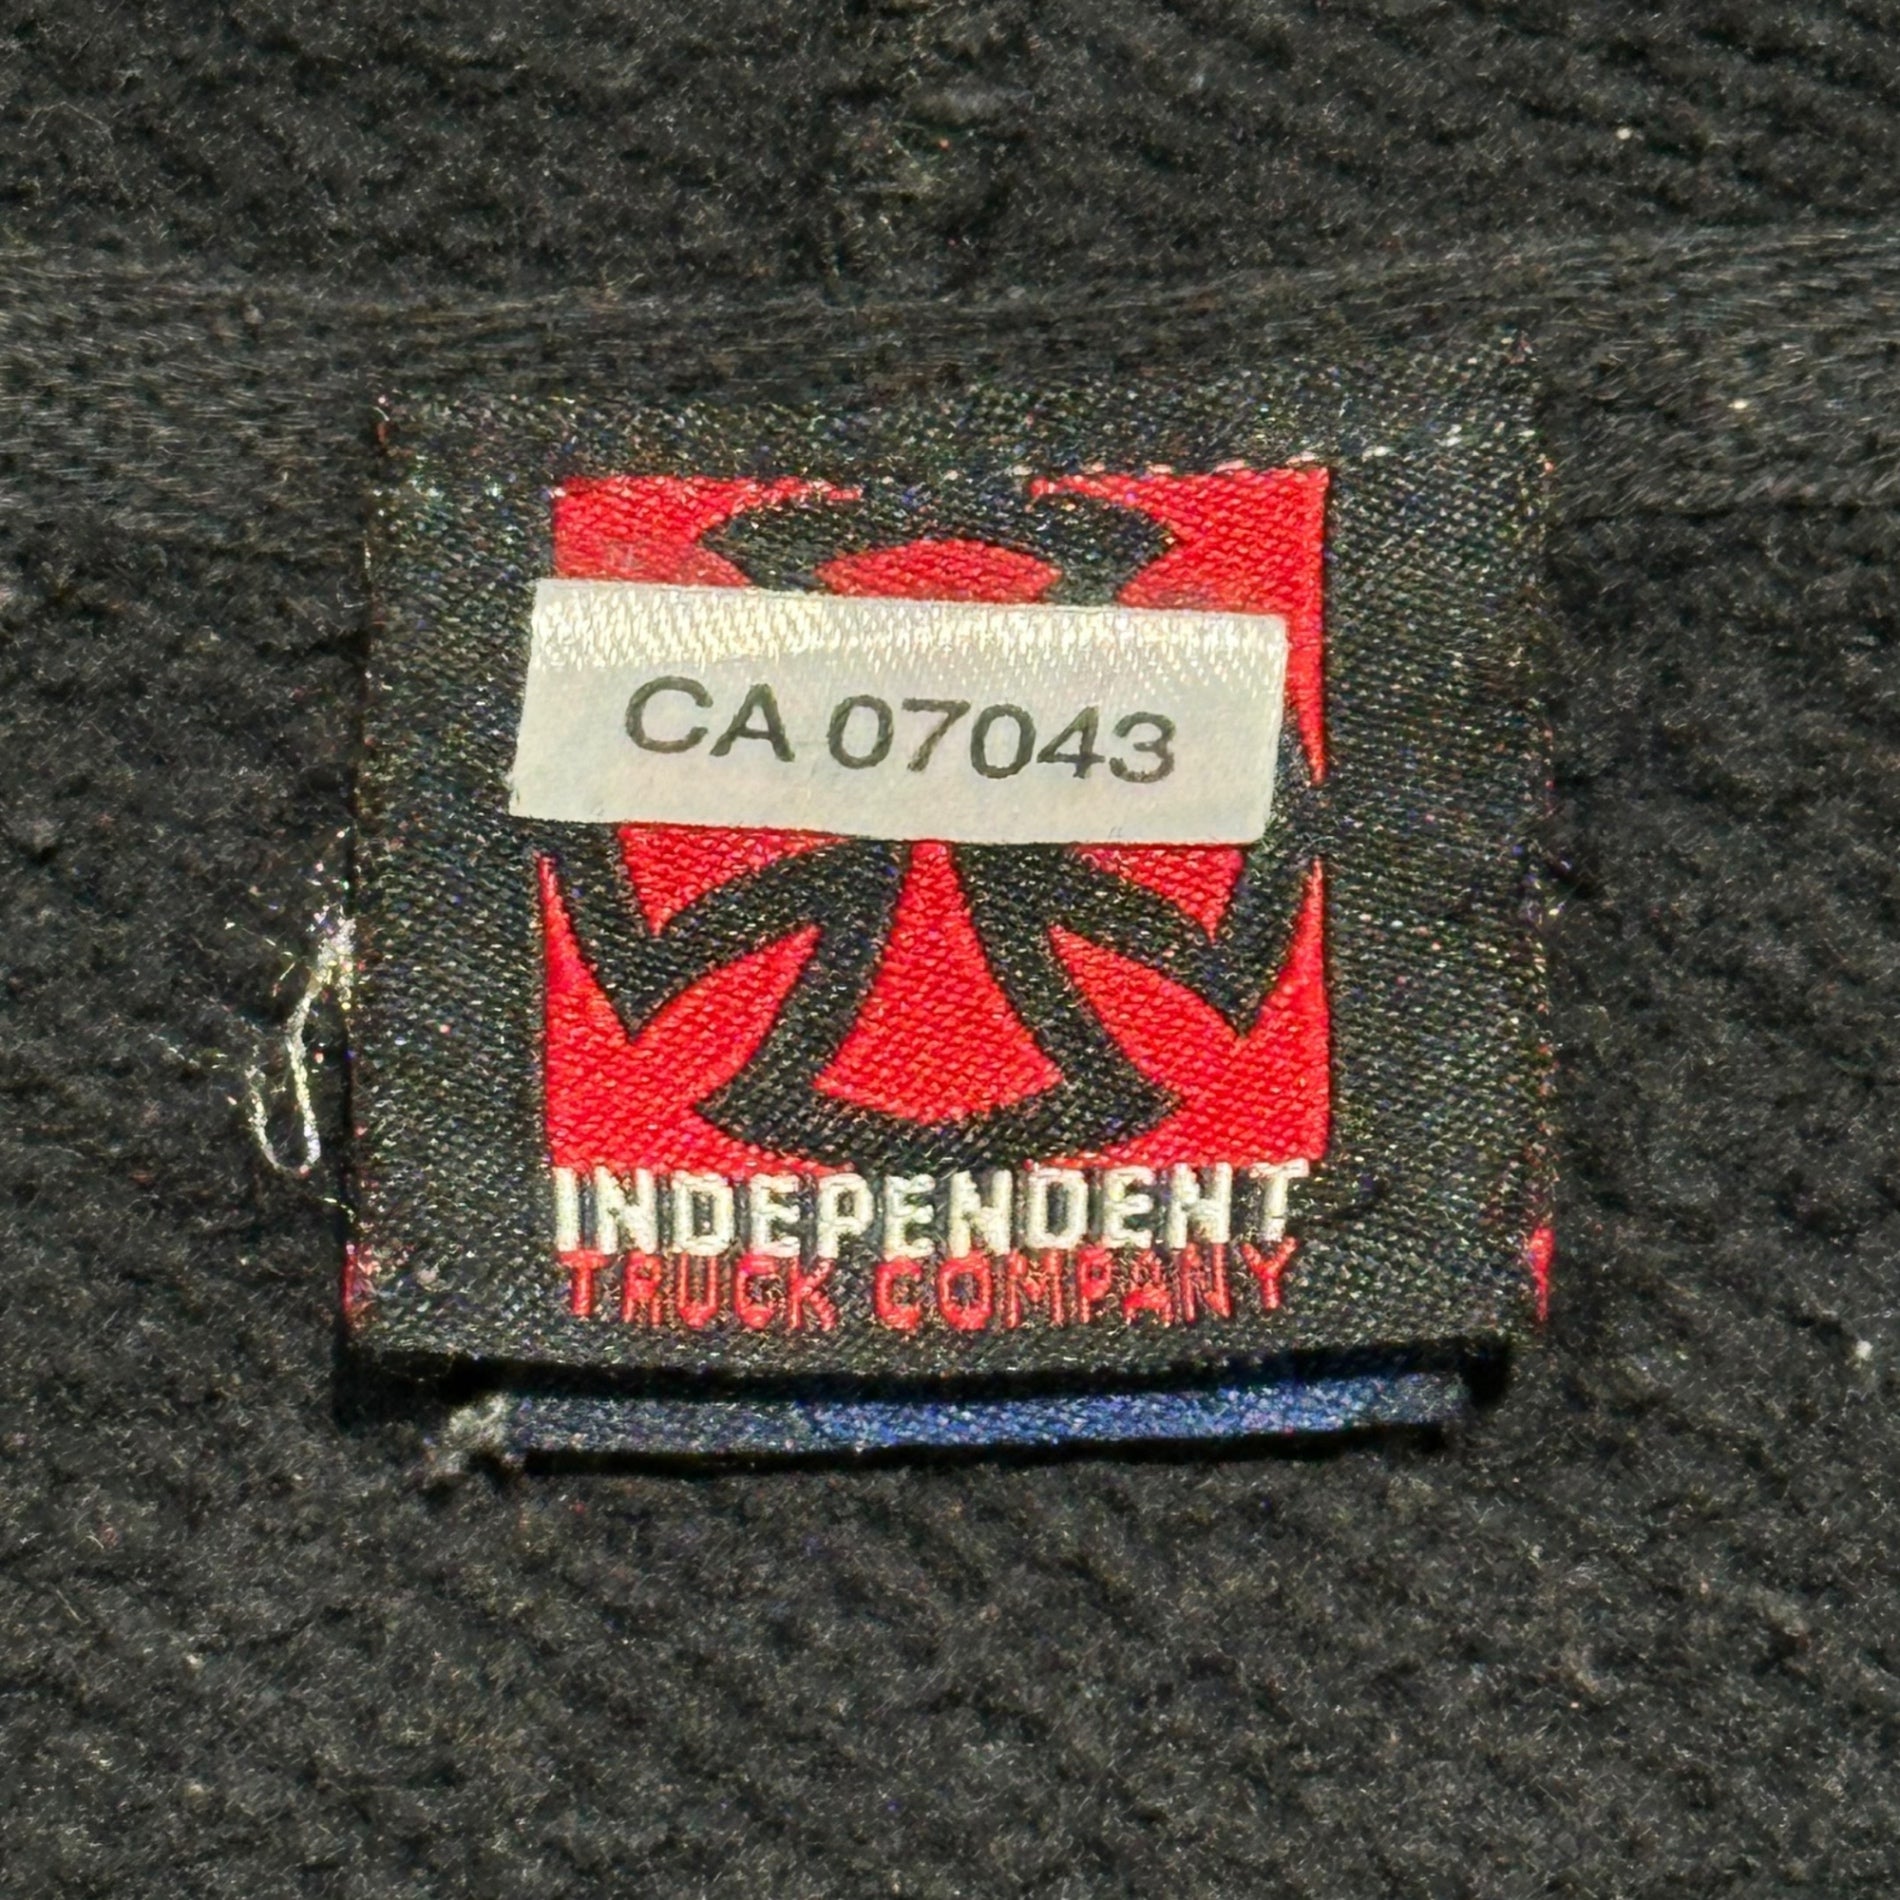 CA 07043
INDEPENDENT
TRUCK COMPANY